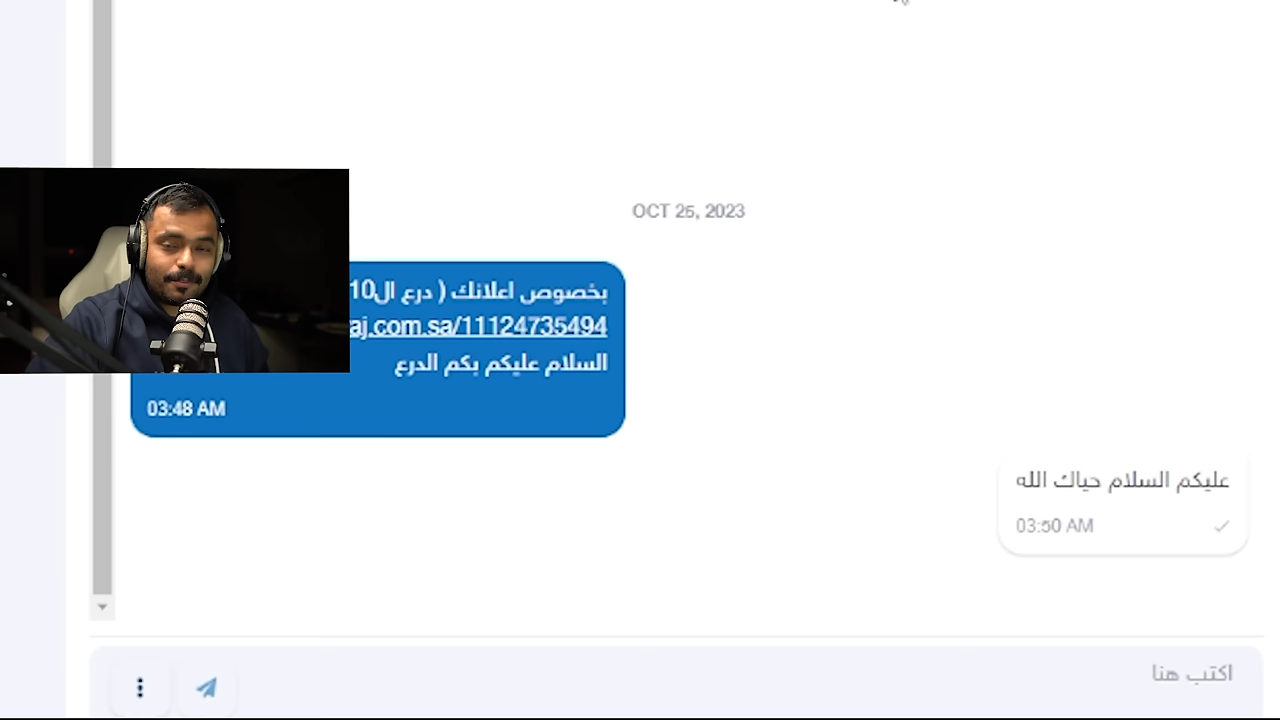 OCT 25, 2023
بخصوص اعلانك ( درع ال10
aj.com.sa/11124735494
السلام عليكم بكم الدرع
03:48 AM
عليكم السلام حياك الله
03:50 AM
اكتب هنا